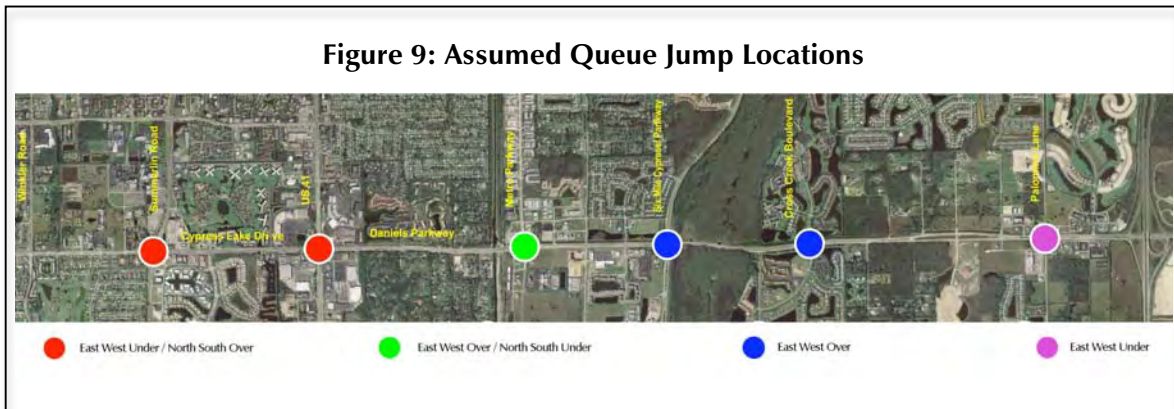 Figure 9: Assumed Queue Jump Locations
Winkler Road
Summerlin Road
US 41
Metro Parkway
Six Mile Cypress Parkway
Cross Creek Boulevard
Palomino Lane
Cypress Lake Drive
Daniels Parkway
East West Under / North South Over
East West Over / North South Under
East West Over
East West Under